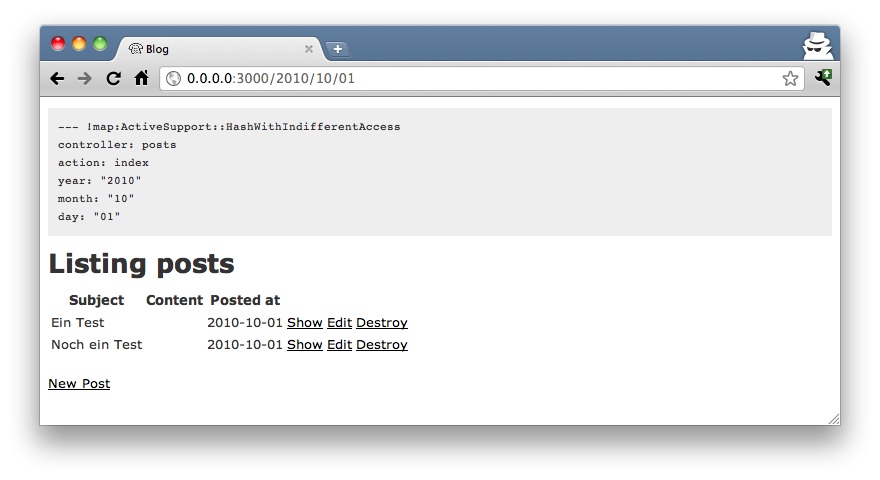 Blog
0.0.0.0:3000/2010/10/01
--- !map:ActiveSupport::HashWithIndifferentAccess
controller: posts
action: index
year: "2010"
month: "10"
day: "01"
Listing posts
Subject Content Posted at
Ein Test 2010-10-01 Show Edit Destroy
Noch ein Test 2010-10-01 Show Edit Destroy
New Post